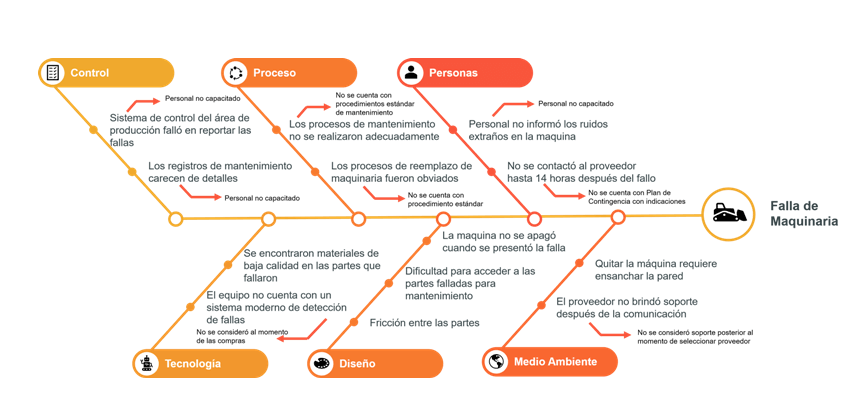 Control
Proceso
Personas
Personal no capacitado
Sistema de control del área de
producción falló en reportar las
fallas
Los registros de mantenimiento
carecen de detalles
Personal no capacitado
No se cuenta con
procedimientos estándar
de mantenimiento
Los procesos de mantenimiento
no se realizaron adecuadamente
Los procesos de reemplazo de
maquinaria fueron obviados
No se cuenta con
procedimiento estándar
Personal no capacitado
Personal no informó los ruidos
extraños en la maquina
No se contactó al proveedor
hasta 14 horas después del fallo
No se cuenta con Plan de
Contingencia con indicaciones
Falla de
Maquinaria
Se encontraron materiales de
baja calidad en las partes que
fallaron
El equipo no cuenta con un
sistema moderno de detección
de fallas
No se consideró al momento
de las compras
La maquina no se apagó
cuando se presentó la falla
Dificultad para acceder a las
partes falladas para
mantenimiento
Fricción entre las partes
Quitar la máquina requiere
ensanchar la pared
El proveedor no brindó soporte
después de la comunicación
No se consideró soporte posterior al
momento de seleccionar proveedor
Tecnología
Diseño
Medio Ambiente